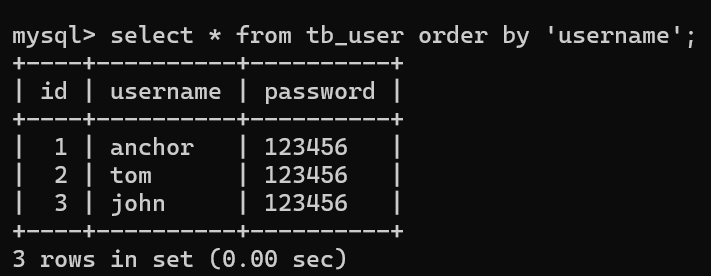 mysql> select * from tb_user order by 'username';
+----+----------+----------+
| id | username | password |
+----+----------+----------+
|  1 | anchor   | 123456   |
|  2 | tom      | 123456   |
|  3 | john     | 123456   |
+----+----------+----------+
3 rows in set (0.00 sec)